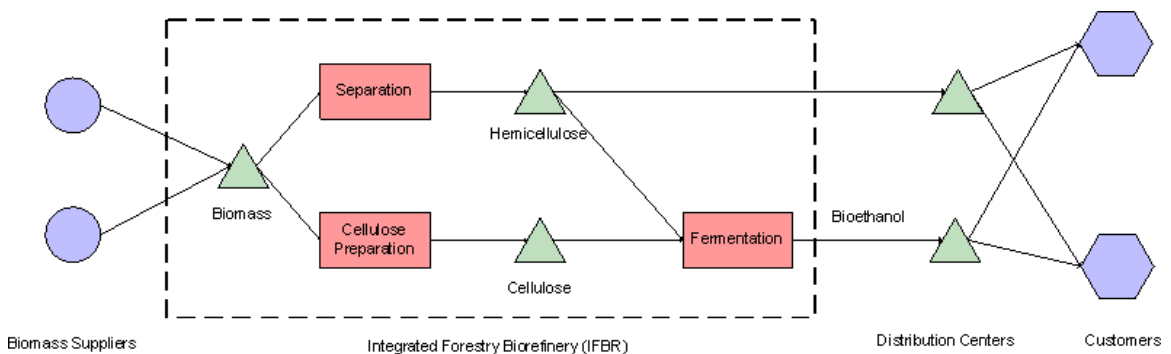 Separation
Hemicellulose
Biomass
Cellulose
Preparation
Cellulose
Fermentation
Bioethanol
Biomass Suppliers
Integrated Forestry Biorefinery (IFBR)
Distribution Centers
Customers